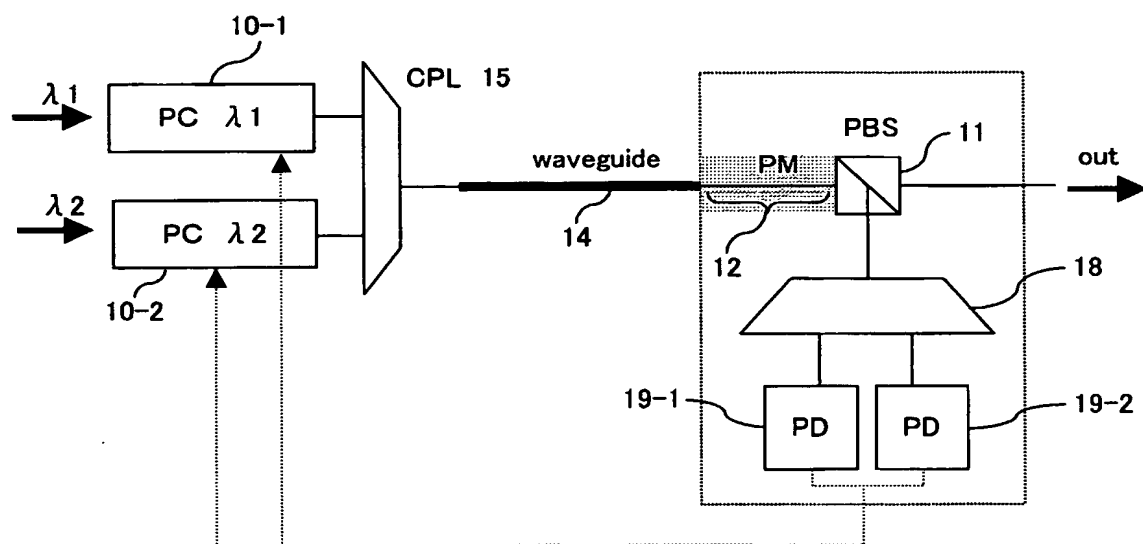 10-1
CPL 15
λ1
PC λ1
PBS
11
waveguide
PM
out
λ2
PC λ2
14
12
10-2
18
19-1
PD
PD
19-2